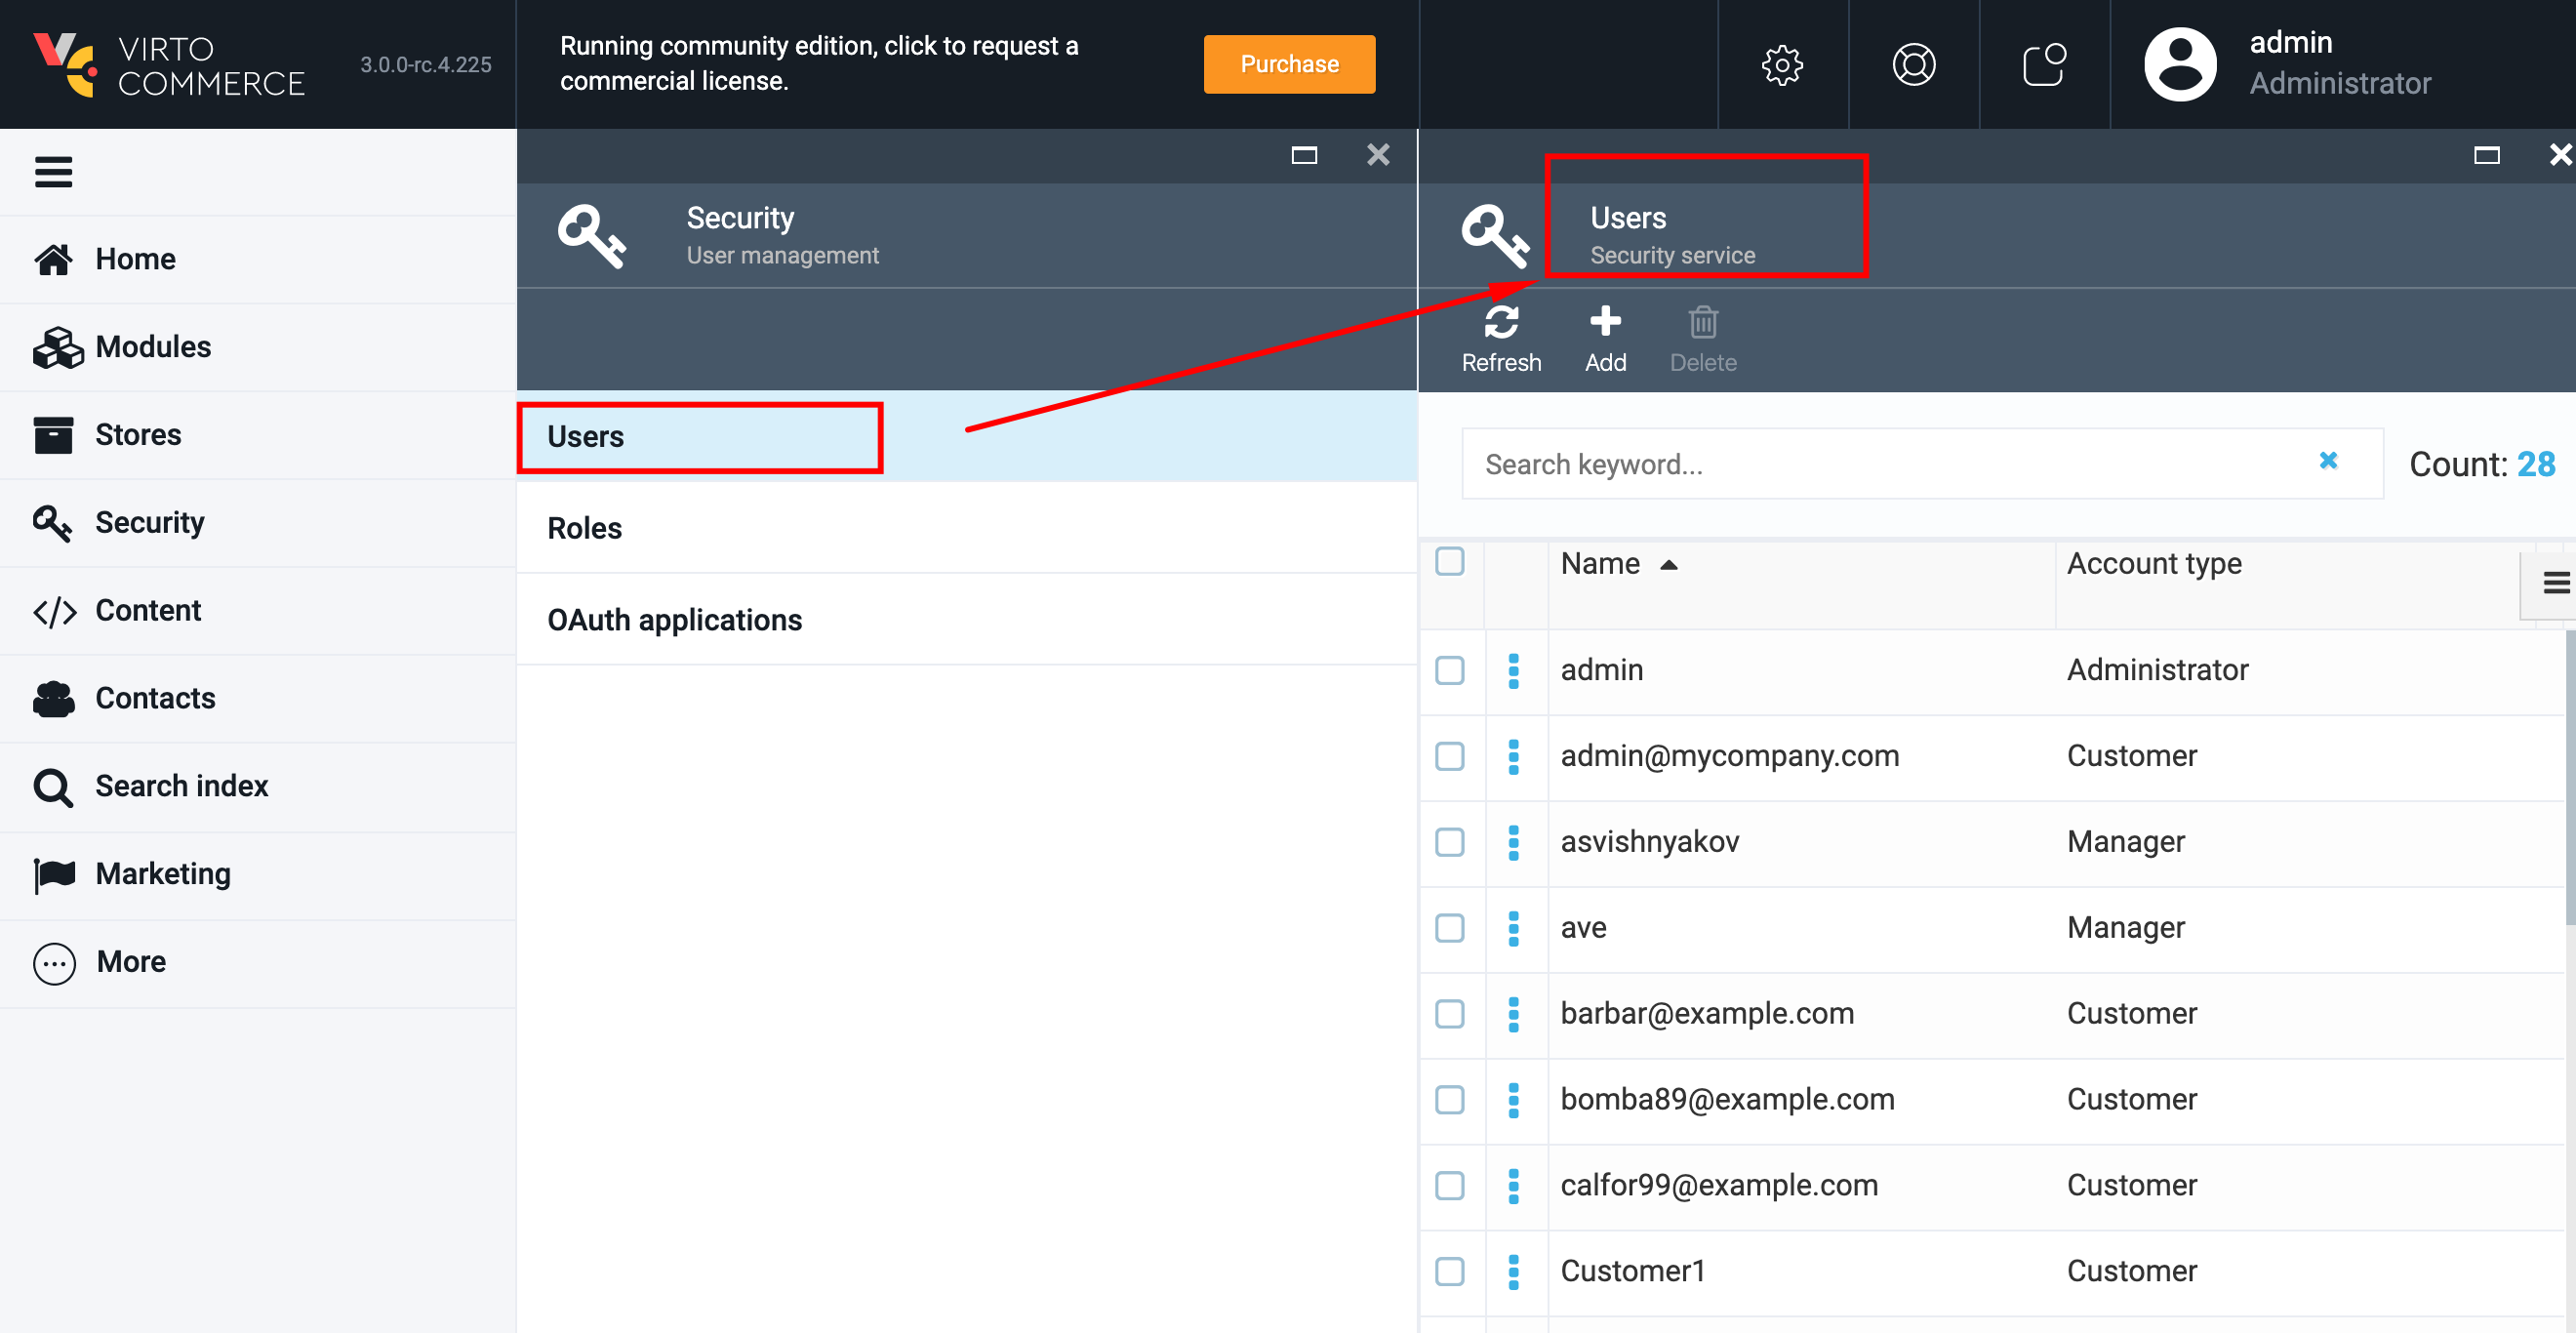 VIRTO
COMMERCE
3.0.0-rc.4.225
Running community edition, click to request a
commercial license.
Purchase
admin
Administrator
Home
Modules
Stores
Security
Content
Contacts
Search index
Marketing
More
Security
User management
Users
Roles
OAuth applications
Users
Security service
Refresh
Add
Delete
Search keyword...
Count: 28
Name
Account type
admin
Administrator
admin@mycompany.com
Customer
asvishnyakov
Manager
ave
Manager
barbar@example.com
Customer
bomba89@example.com
Customer
calfor99@example.com
Customer
Customer1
Customer